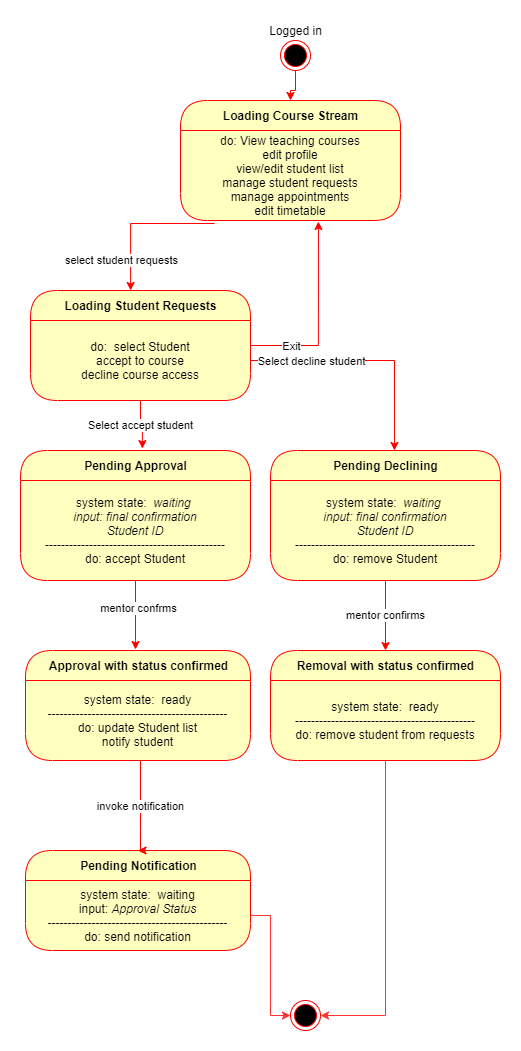 Logged in
Loading Course Stream
do: View teaching courses
edit profile
view/edit student list
manage student requests
manage appointments
edit timetable
select student requests
Loading Student Requests
do:  select Student
accept to course
decline course access
Exit
Select decline student
Select accept student
Pending Approval
system state:  waiting
input: final confirmation
Student ID
do: accept Student
Pending Declining
system state:  waiting
input: final confirmation
Student ID
do: remove Student
mentor confrms
mentor confirms
Approval with status confirmed
system state:  ready
do: update Student list
notify student
Removal with status confirmed
system state:  ready
do: remove student from requests
invoke notification
Pending Notification
system state:  waiting
input: Approval Status
do: send notification